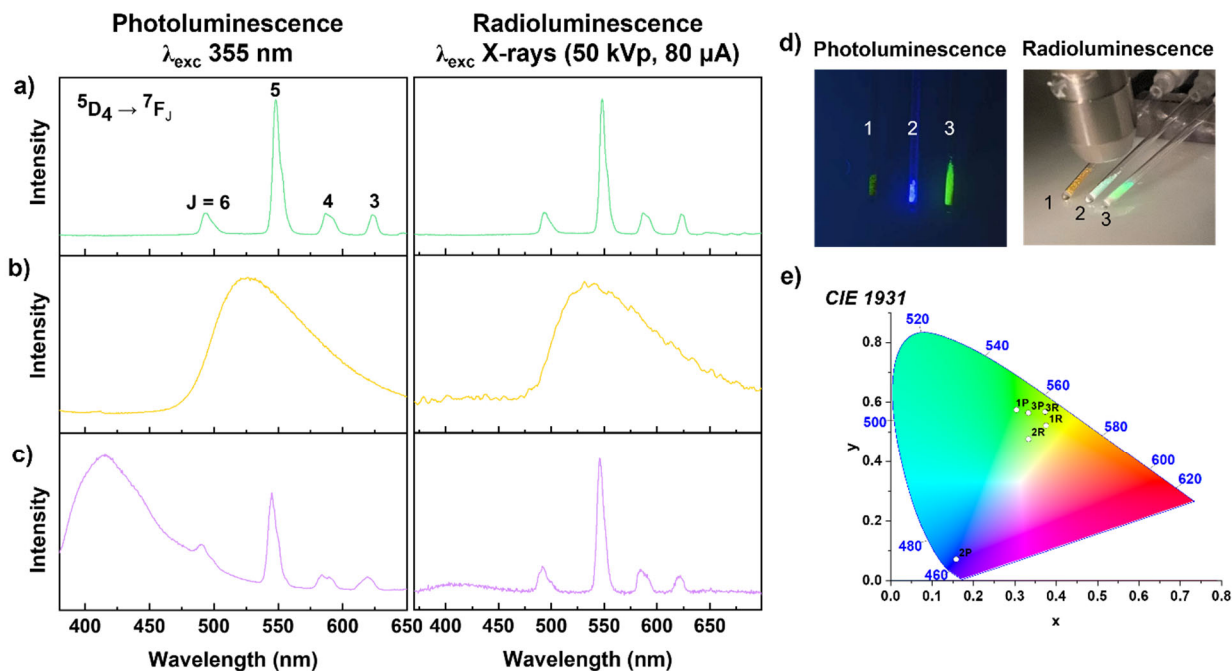 Photoluminescence
λexc 355 nm
Radioluminescence
λexc X-rays (50 kVp, 80 µA)
a)
⁵D₄ → ⁷F_J
5
J = 6
4
3
Intensity
b)
Intensity
c)
Intensity
400 450 500 550 600 650
400 450 500 550 600 650
Wavelength (nm)
Wavelength (nm)
d)
Photoluminescence
Radioluminescence
1
2
3
1
2
3
e)
CIE 1931
0.0 0.1 0.2 0.3 0.4 0.5 0.6 0.7 0.8
0.8
0.6
0.4
0.2
0.0
y
x
520
540
560
580
600
620
500
480
460
1P 3P 3R
1R
2R
2P